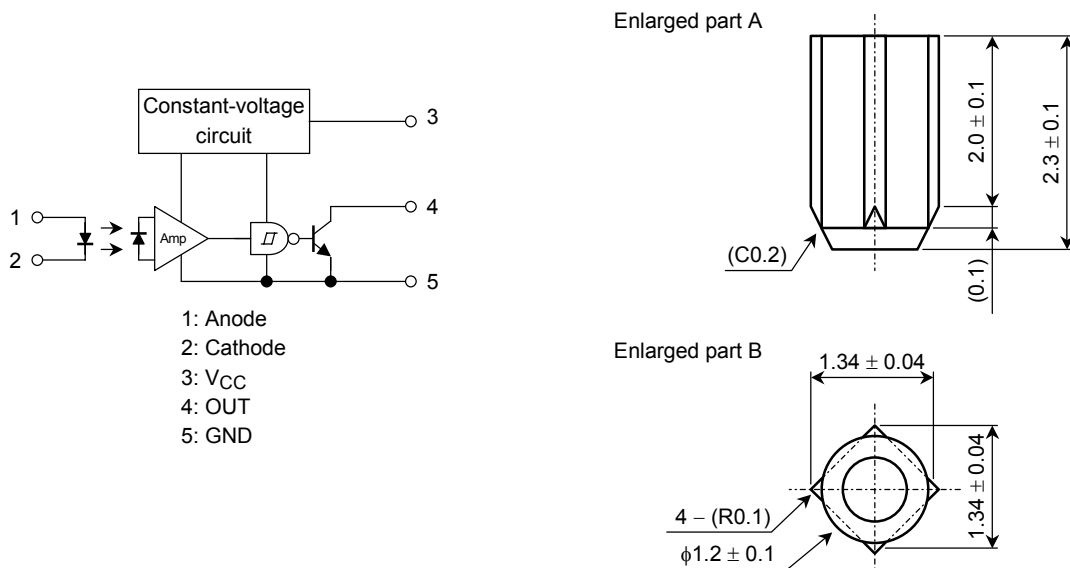 Constant-voltage
circuit
3
4
1
Amp
2
5
1: Anode
2: Cathode
3: VCC
4: OUT
5: GND
Enlarged part A
2.0 ± 0.1
2.3 ± 0.1
(C0.2)
(0.1)
Enlarged part B
1.34 ± 0.04
1.34 ± 0.04
4 − (R0.1)
ϕ1.2 ± 0.1